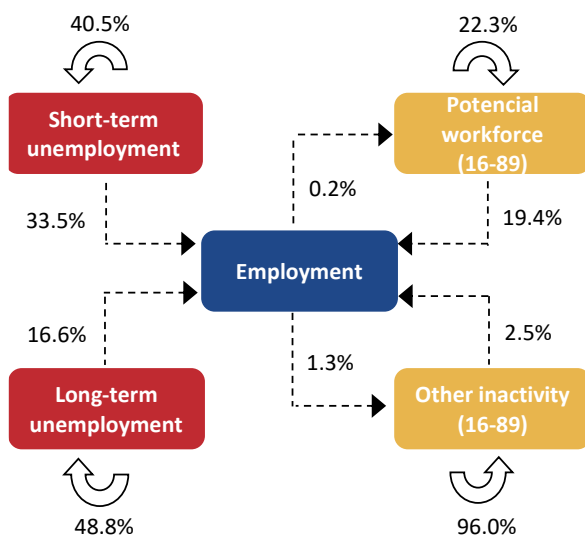 40.5%
22.3%
Short-term
unemployment
Potencial
workforce
(16-89)
0.2%
33.5%
19.4%
Employment
16.6%
1.3%
2.5%
Long-term
unemployment
Other inactivity
(16-89)
48.8%
96.0%